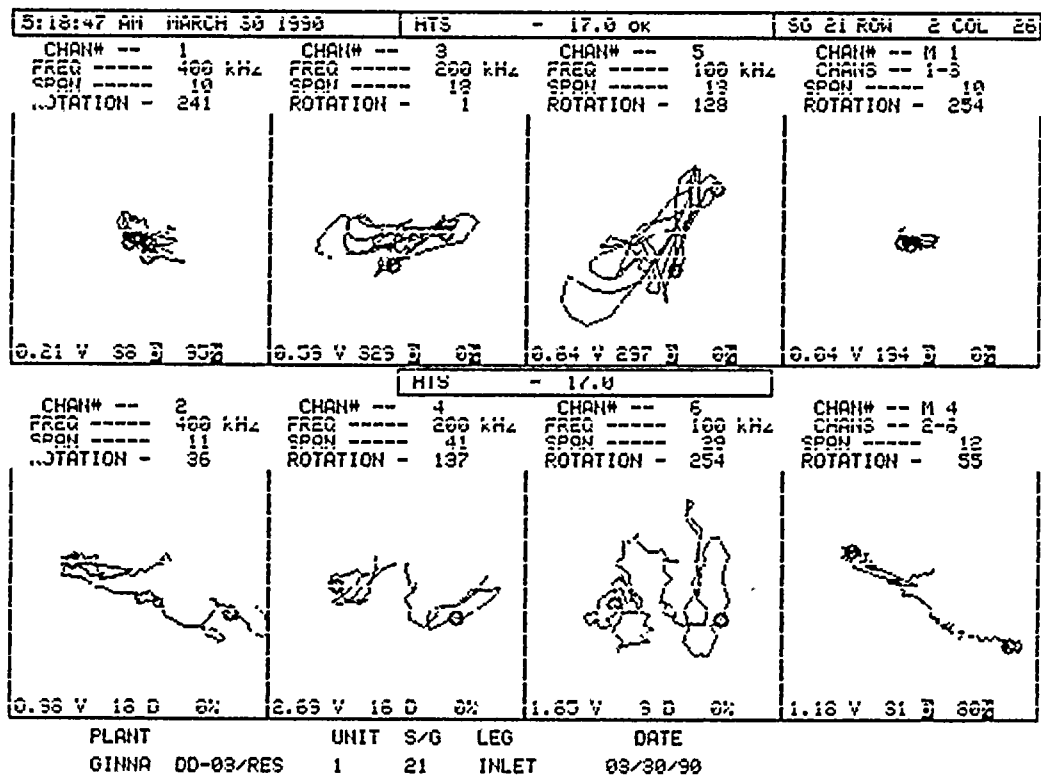 5:18:47 AM MARCH 30 1990 HTS - 17.0 OK SG 21 ROW 2 COL 26
CHAN# -- 1 CHAN# -- 3 CHAN# -- 5 CHAN# -- M 1
FREQ ----- 400 kHz FREQ ----- 200 kHz FREQ ----- 100 kHz CHANS -- 1-3
SPAN ----- 10 SPAN ----- SPAN ----- 13 SPAN ----- 10
ROTATION - 241 ROTATION - 1 ROTATION - 128 ROTATION - 254
0.21 V 38 D 95% 0.59 V 329 D 0% 0.84 V 297 D 0% 0.04 V 194 D 0%
HTS - 17.0
CHAN# -- 2 CHAN# -- 4 CHAN# -- 6 CHAN# -- M 4
FREQ ----- 400 kHz FREQ ----- 200 kHz FREQ ----- 100 kHz CHANS -- 2-6
SPAN ----- 11 SPAN ----- 41 SPAN ----- SPAN ----- 12
ROTATION - 36 ROTATION - 137 ROTATION - 254 ROTATION - 55
0.98 V 18 D 0% 2.69 V 16 D 0% 1.65 V 9 D 0% 1.18 V 31 D 80%
PLANT UNIT S/G LEG DATE
GINNA DD-03/RES 1 21 INLET 03/30/90